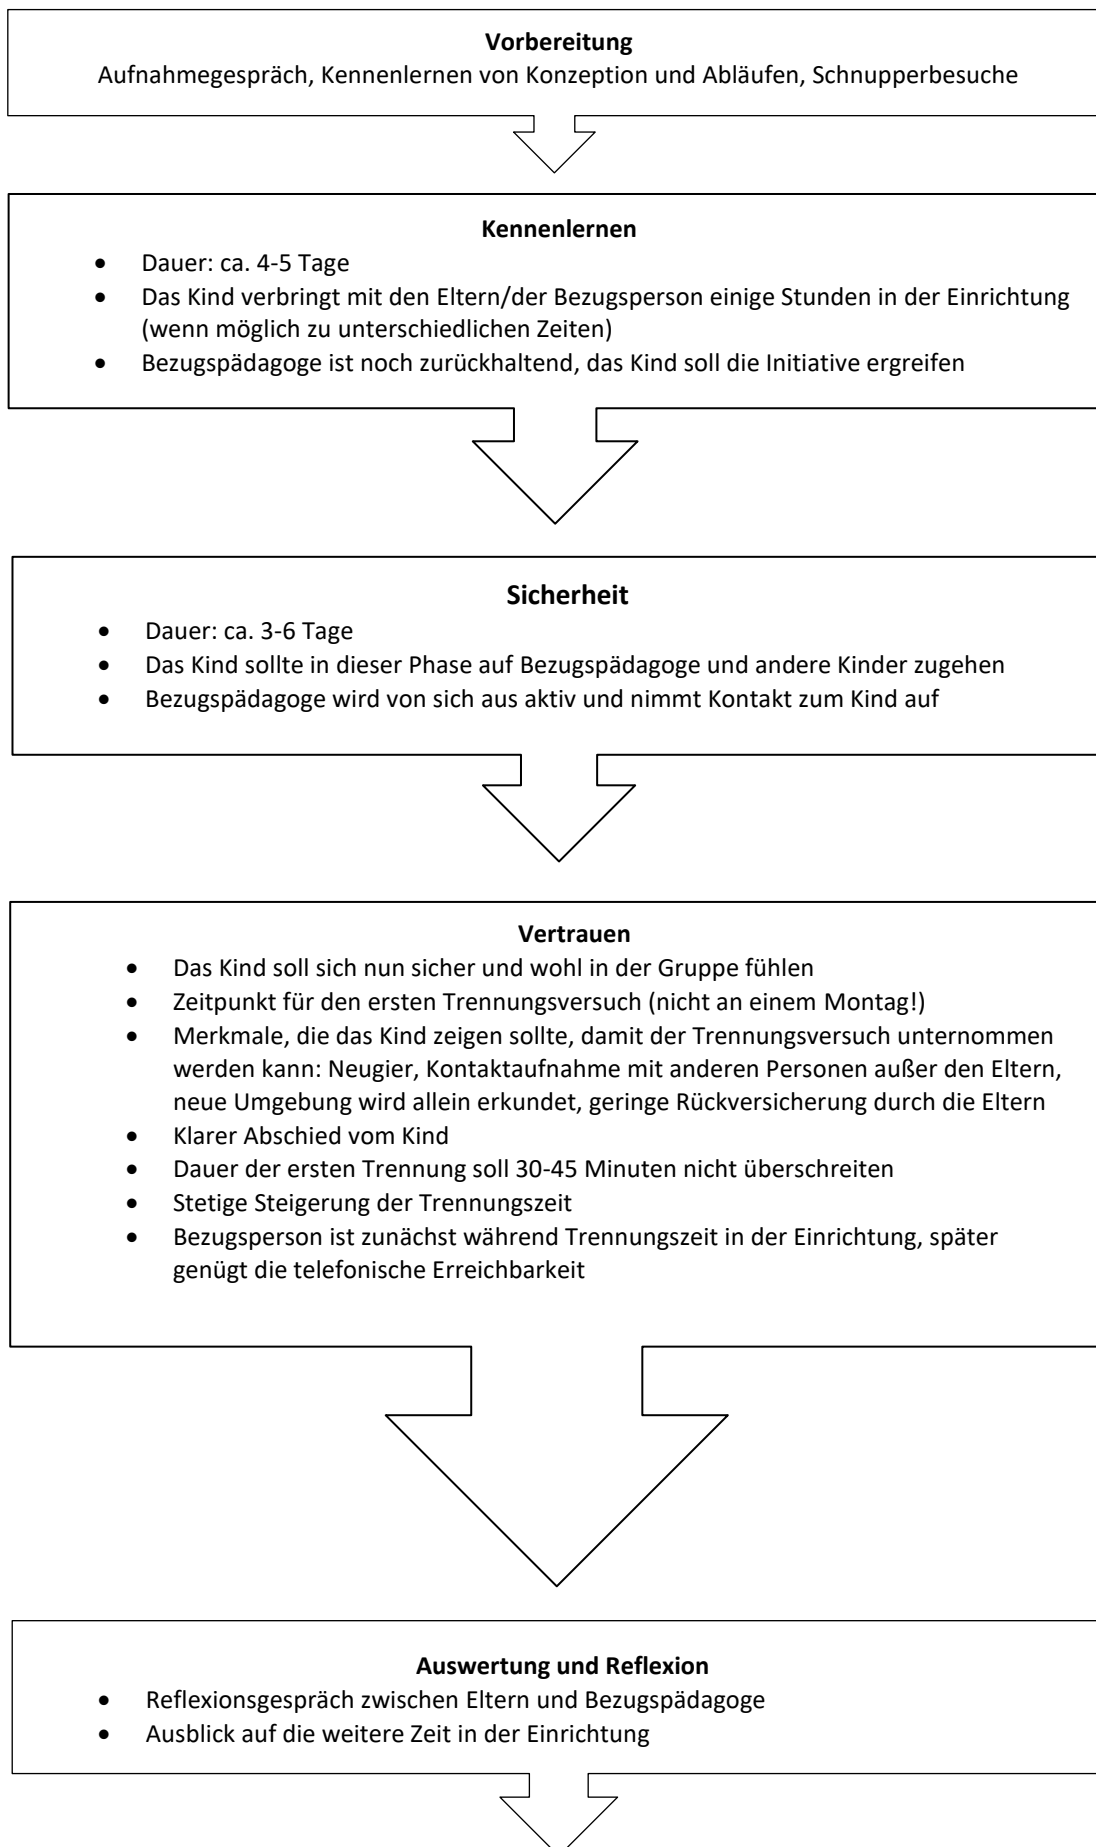 Vorbereitung
Aufnahmegespräch, Kennenlernen von Konzeption und Abläufen, Schnupperbesuche
Kennenlernen
• Dauer: ca. 4-5 Tage
• Das Kind verbringt mit den Eltern/der Bezugsperson einige Stunden in der Einrichtung
(wenn möglich zu unterschiedlichen Zeiten)
• Bezugspädagoge ist noch zurückhaltend, das Kind soll die Initiative ergreifen
Sicherheit
• Dauer: ca. 3-6 Tage
• Das Kind sollte in dieser Phase auf Bezugspädagoge und andere Kinder zugehen
• Bezugspädagoge wird von sich aus aktiv und nimmt Kontakt zum Kind auf
Vertrauen
• Das Kind soll sich nun sicher und wohl in der Gruppe fühlen
• Zeitpunkt für den ersten Trennungsversuch (nicht an einem Montag!)
• Merkmale, die das Kind zeigen sollte, damit der Trennungsversuch unternommen
werden kann: Neugier, Kontaktaufnahme mit anderen Personen außer den Eltern,
neue Umgebung wird allein erkundet, geringe Rückversicherung durch die Eltern
• Klarer Abschied vom Kind
• Dauer der ersten Trennung soll 30-45 Minuten nicht überschreiten
• Stetige Steigerung der Trennungszeit
• Bezugsperson ist zunächst während Trennungszeit in der Einrichtung, später
genügt die telefonische Erreichbarkeit
Auswertung und Reflexion
• Reflexionsgespräch zwischen Eltern und Bezugspädagoge
• Ausblick auf die weitere Zeit in der Einrichtung